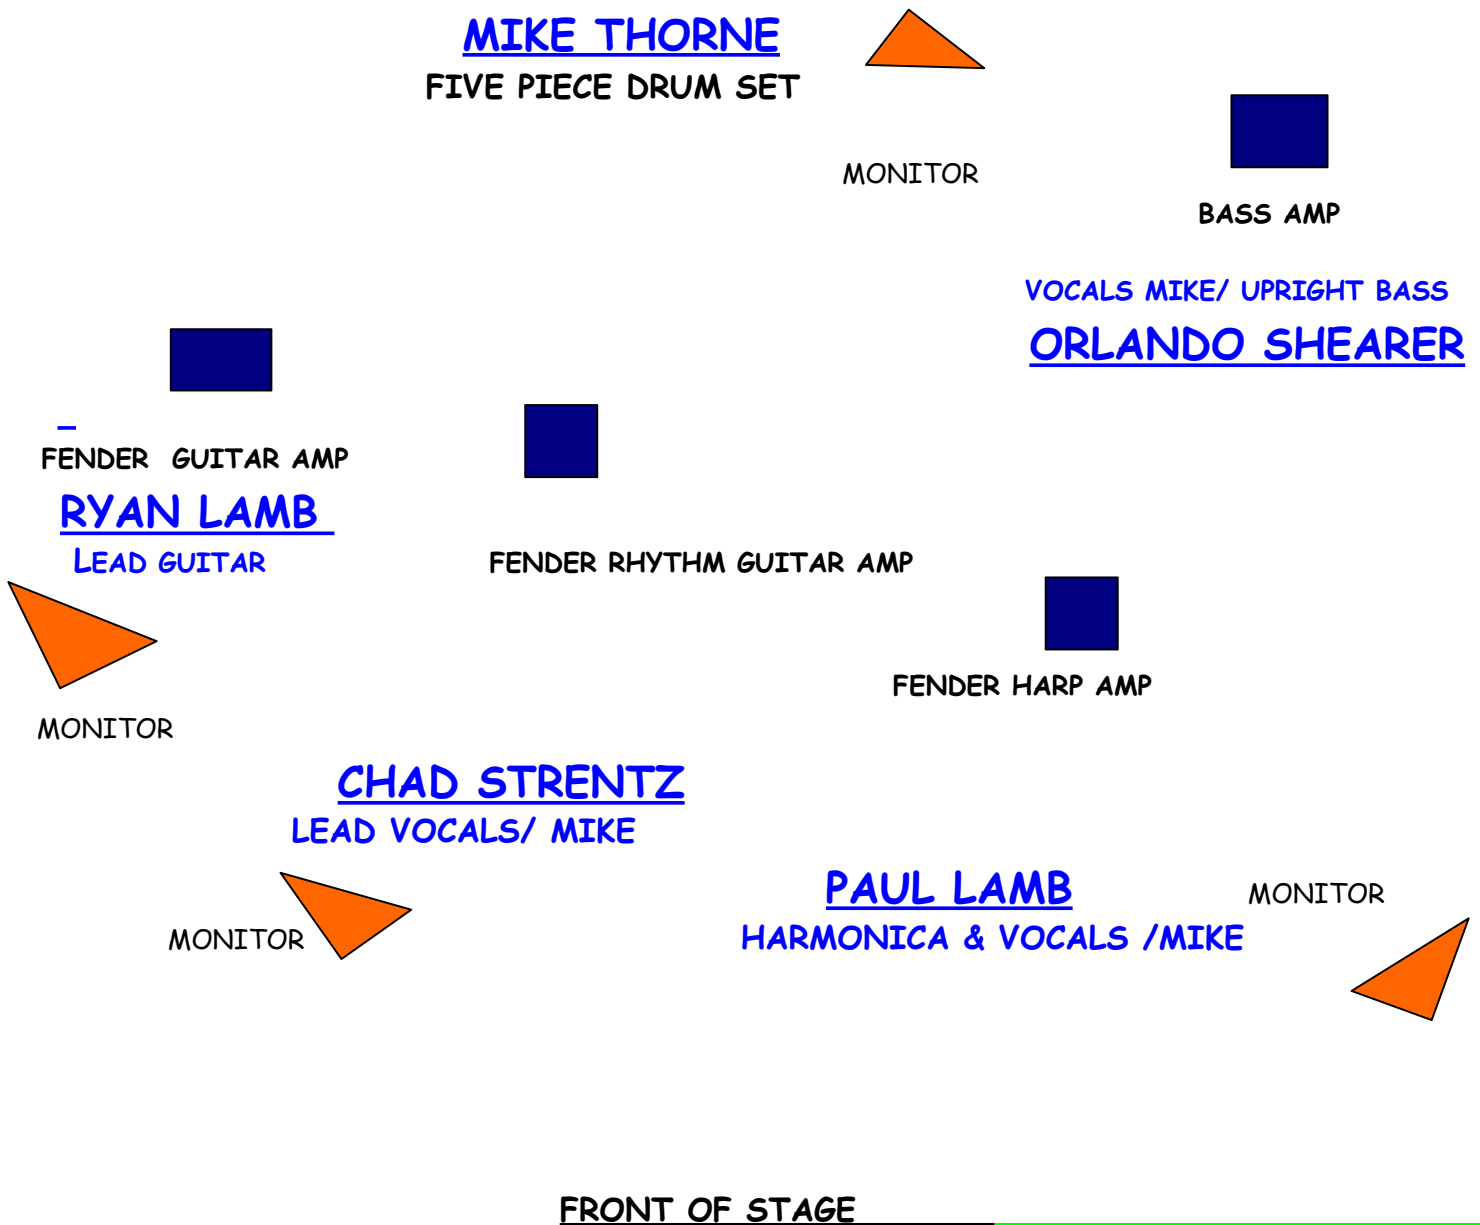 MIKE THORNE
FIVE PIECE DRUM SET
MONITOR
BASS AMP
VOCALS MIKE/ UPRIGHT BASS
ORLANDO SHEARER
FENDER  GUITAR AMP
RYAN LAMB
LEAD GUITAR
FENDER RHYTHM GUITAR AMP
FENDER HARP AMP
MONITOR
CHAD STRENTZ
LEAD VOCALS/ MIKE
PAUL LAMB
MONITOR
HARMONICA & VOCALS /MIKE
MONITOR
FRONT OF STAGE